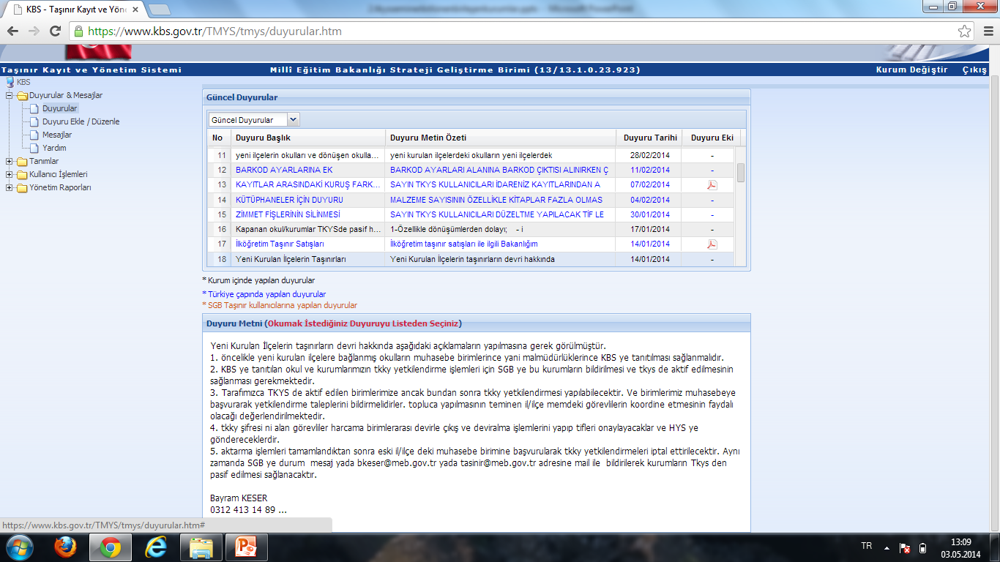 KBS - Taşınır Kayıt ve Yön
https://www.kbs.gov.tr/TMYS/tmys/duyurular.htm
Taşınır Kayıt ve Yönetim Sistemi Millî Eğitim Bakanlığı Strateji Geliştirme Birimi (13/13.1.0.23.923) Kurum Değiştir Çıkış
KBS
Duyurular & Mesajlar
Duyurular
Duyuru Ekle / Düzenle
Mesajlar
Yardım
Tanımlar
Kullanıcı İşlemleri
Yönetim Raporları
Güncel Duyurular
Güncel Duyurular
No Duyuru Başlık Duyuru Metin Özeti Duyuru Tarihi Duyuru Eki
11 yeni ilçelerin okulları ve dönüşen okulla... yeni kurulan ilçelerdeki okulların yeni ilçelerdek 28/02/2014 -
12 BARKOD AYARLARINA EK BARKOD AYARLARI ALANINA BARKOD ÇIKTISI ALINIRKEN Ç 11/02/2014 -
13 KAYITLAR ARASINDAKİ KURUŞ FARK... SAYIN TKYS KULLANICILARI İDARENİZ KAYITLARINDAN A 07/02/2014
14 KÜTÜPHANELER İÇİN DUYURU MALZEME SAYISININ ÖZELLİKLE KİTAPLAR FAZLA OLMAS 04/02/2014 -
15 ZİMMET FİŞLERİNİN SİLİNMESİ SAYIN TKYS KULLANICILARI DÜZELTME YAPILACAK TİF LE 30/01/2014 -
16 Kapanan okul/kurumlar TKYSde pasif h... 1-Özellikle dönüşümlerden dolayı; - i 17/01/2014 -
17 İlköğretim Taşınır Satışları İlköğretim taşınır satışları ile ilgili Bakanlığım 14/01/2014
18 Yeni Kurulan İlçelerin Taşınırları Yeni Kurulan İlçelerin taşınırların devri hakkında 14/01/2014 -
* Kurum içinde yapılan duyurular
* Türkiye çapında yapılan duyurular
* SGB Taşınır kullanıcılarına yapılan duyurular
Duyuru Metni (Okumak İstediğiniz Duyuruyu Listeden Seçiniz)
Yeni Kurulan İlçelerin taşınırların devri hakkında aşağıdaki açıklamaların yapılmasına gerek görülmüştür.
1. öncelikle yeni kurulan ilçelere bağlanmış okulların muhasebe birimlerince yani malmüdürlüklerince KBS ye tanıtılması sağlanmalıdır.
2. KBS ye tanıtılan okul ve kurumlarımızın tkky yetkilendirme işlemleri için SGB ye bu kurumların bildirilmesi ve tkys de aktif edilmesinin
sağlanması gerekmektedir.
3. Tarafımızca TKYS de aktif edilen birimlerimize ancak bundan sonra tkky yetkilendirmesi yapılabilecektir. Ve birimlerimiz muhasebeye
başvurarak yetkilendirme taleplerini bildirmelidirler. topluca yapılmasının teminen il/ilçe memdeki görevlilerin koordine etmesinin faydalı
olacağı değerlendirilmektedir.
4. tkky şifresi ni alan görevliler harcama birimlerarası devirle çıkış ve deviralma işlemlerini yapıp tifleri onaylayacaklar ve HYS ye
göndereceklerdir.
5. aktarma işlemleri tamamlandıktan sonra eski il/ilçe deki muhasebe birimine başvurularak tkky yetkilendirmeleri iptal ettirilecektir. Aynı
zamanda SGB ye durum mesaj yada bkeser@meb.gov.tr yada tasinir@meb.gov.tr adresine mail ile bildirilerek kurumların Tkys den
pasif edilmesi sağlanacaktır.
Bayram KESER
0312 413 14 89 ...
https://www.kbs.gov.tr/TMYS/tmys/duyurular.htm#
TR
13:09
03.05.2014